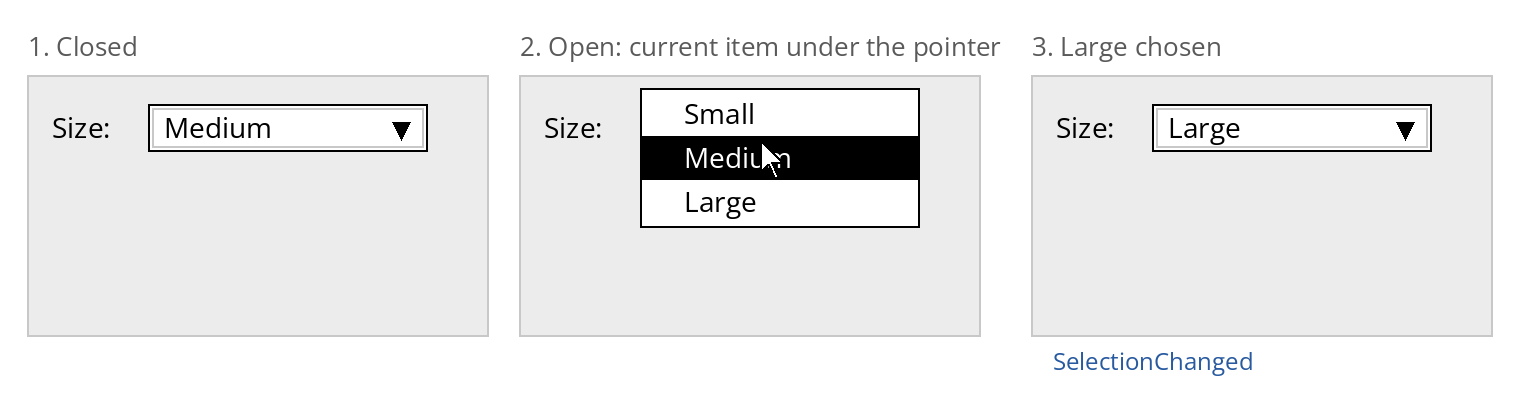 1. Closed
Size:
Medium
2. Open: current item under the pointer
Size:
Small
Medium
Large
3. Large chosen
Size:
Large
SelectionChanged